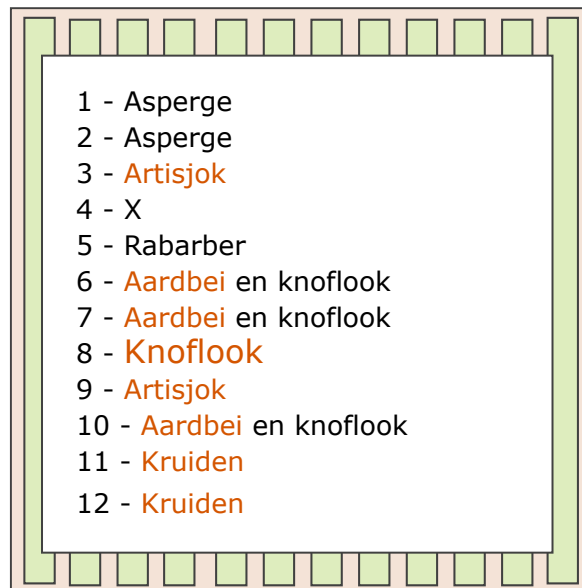 1 - Asperge
2 - Asperge
3 - Artisjok
4 - X
5 - Rabarber
6 - Aardbei en knoflook
7 - Aardbei en knoflook
8 - Knoflook
9 - Artisjok
10 - Aardbei en knoflook
11 - Kruiden
12 - Kruiden